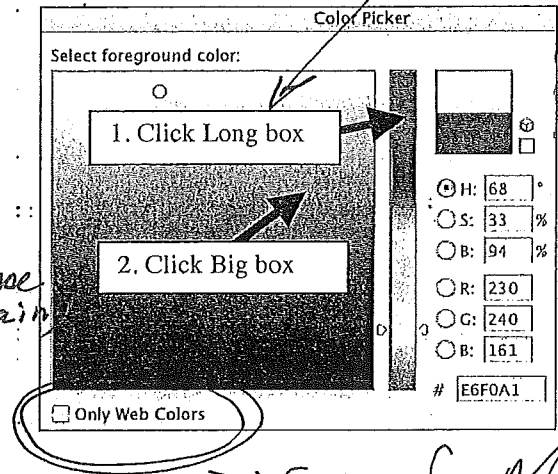 Color Picker
Select foreground color:
1. Click Long box
2. Click Big box
H: 68 °
S: 33 %
B: 94 %
R: 230
G: 240
B: 161
# E6F0A1
Only Web Colors